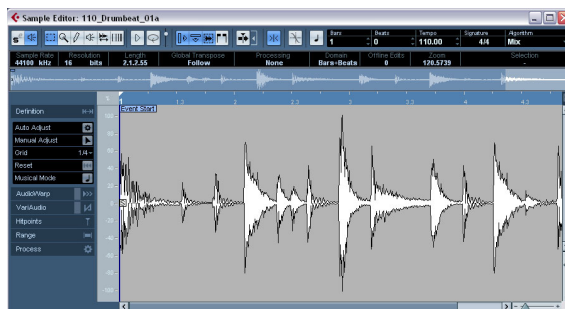 Sample Editor: 110_Drumbeat_01a
Bars Beats Tempo Signature Algorithm
1 0 110.00 4/4 Mix
Sample Rate Resolution Length Global Transpose Processing Domain Offline Edits Zoom Selection
44100 kHz 16 bits 2.1.2.55 Follow None Bars+Beats 0 120.5739
1 1.3 2 2.3 3 3.3 4 4.3
Definition
Event Start
Auto Adjust
Manual Adjust
Grid 1/4
Reset
Musical Mode
AudioWarp
VariAudio
Hitpoints
Range
Process